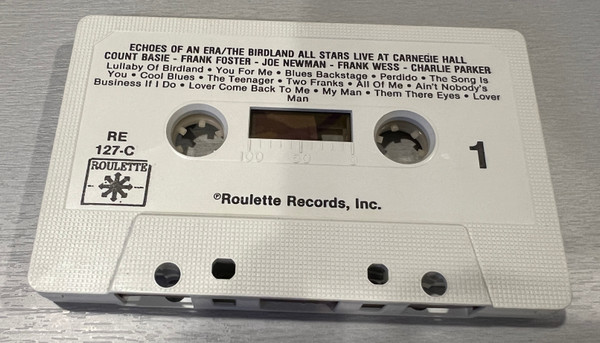 ECHOES OF AN ERA/THE BIRDLAND ALL STARS LIVE AT CARNEGIE HALL
COUNT BASIE - FRANK FOSTER - JOE NEWMAN - FRANK WESS - CHARLIE PARKER
Lullaby Of Birdland • You For Me • Blues Backstage • Perdido • The Song Is
You • Cool Blues • The Teenager • Two Franks • All Of Me • Ain't Nobody's
Business If I Do • Lover Come Back To Me • My Man • Them There Eyes • Lover
Man
RE
127-C
ROULETTE
100 50
1
℗Roulette Records, Inc.